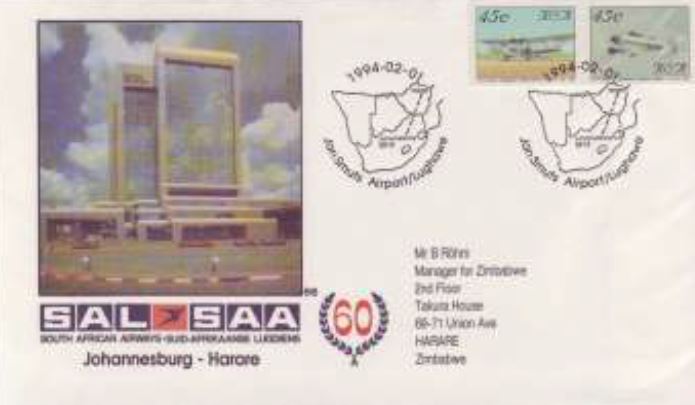 45c RSA
45c
RSA
1994-02-01
Jan Smuts Airport/Lughawe
1994-02-01
Jan Smuts Airport/Lughawe
SAL SAA
SOUTH AFRICAN AIRWAYS · SUID-AFRIKAANSE LUGDIENS
Johannesburg - Harare
60
Mr B Röhm
Manager for Zimbabwe
2nd Floor
Takura House
69-71 Union Ave
HARARE
Zimbabwe